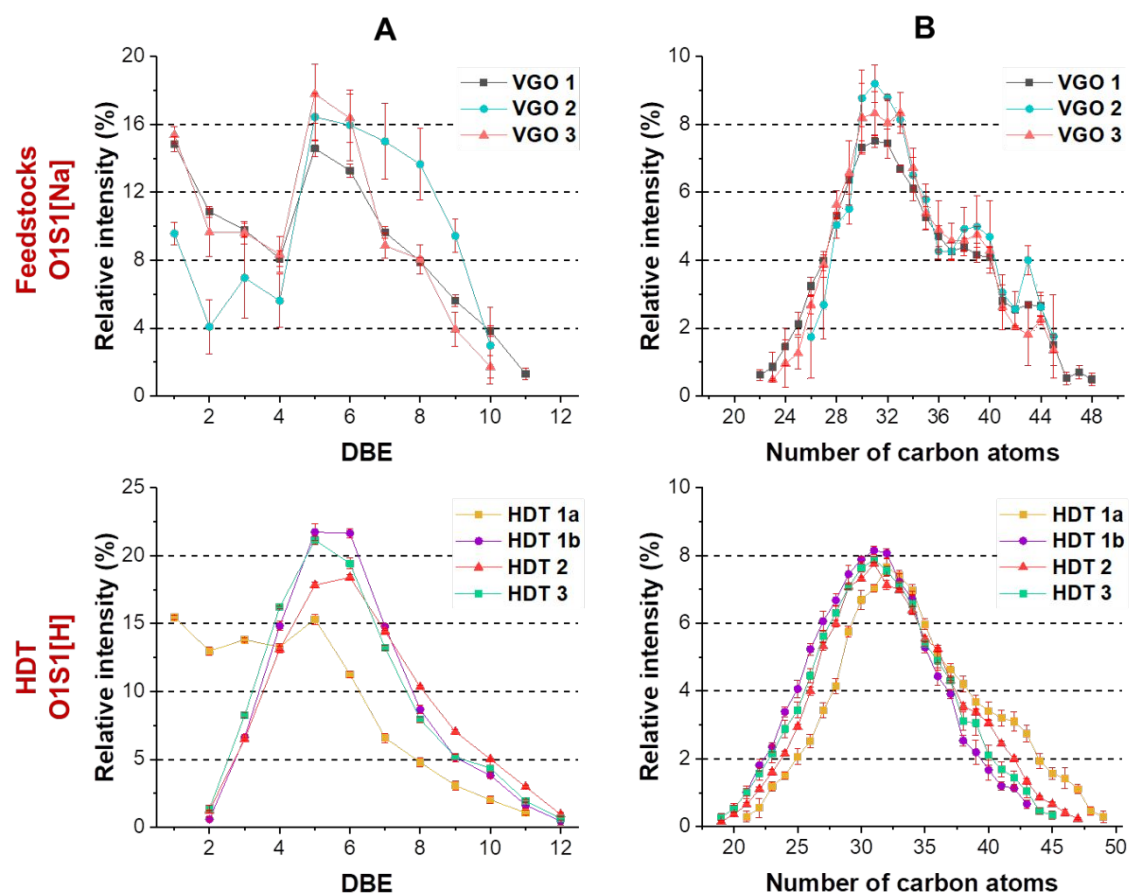 A
B
Feedstocks
O1S1[Na]
Relative intensity (%)
20
16
12
8
4
0
VGO 1
VGO 2
VGO 3
2
4
6
8
10
12
DBE
Relative intensity (%)
10
8
6
4
2
0
VGO 1
VGO 2
VGO 3
20
24
28
32
36
40
44
48
Number of carbon atoms
HDT
O1S1[H]
Relative intensity (%)
25
20
15
10
5
0
HDT 1a
HDT 1b
HDT 2
HDT 3
2
4
6
8
10
12
DBE
Relative intensity (%)
10
8
6
4
2
0
HDT 1a
HDT 1b
HDT 2
HDT 3
20
25
30
35
40
45
50
Number of carbon atoms